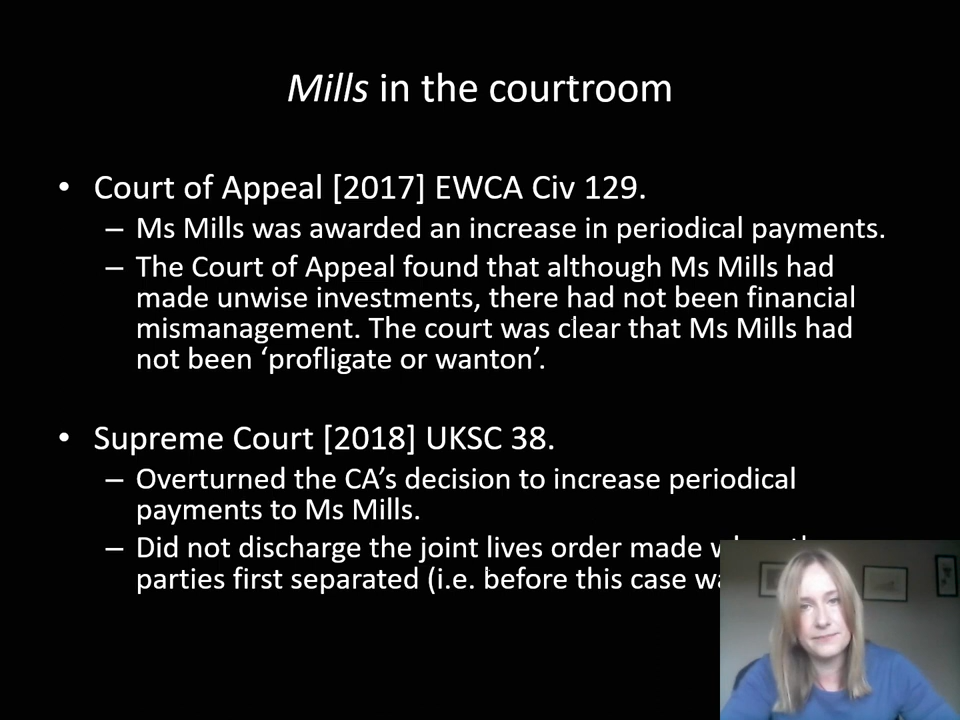 Mills in the courtroom
• Court of Appeal [2017] EWCA Civ 129.
– Ms Mills was awarded an increase in periodical payments.
– The Court of Appeal found that although Ms Mills had
made unwise investments, there had not been financial
mismanagement. The court was clear that Ms Mills had
not been ‘profligate or wanton’.
• Supreme Court [2018] UKSC 38.
– Overturned the CA’s decision to increase periodical
payments to Ms Mills.
– Did not discharge the joint lives order made
parties first separated (i.e. before this case